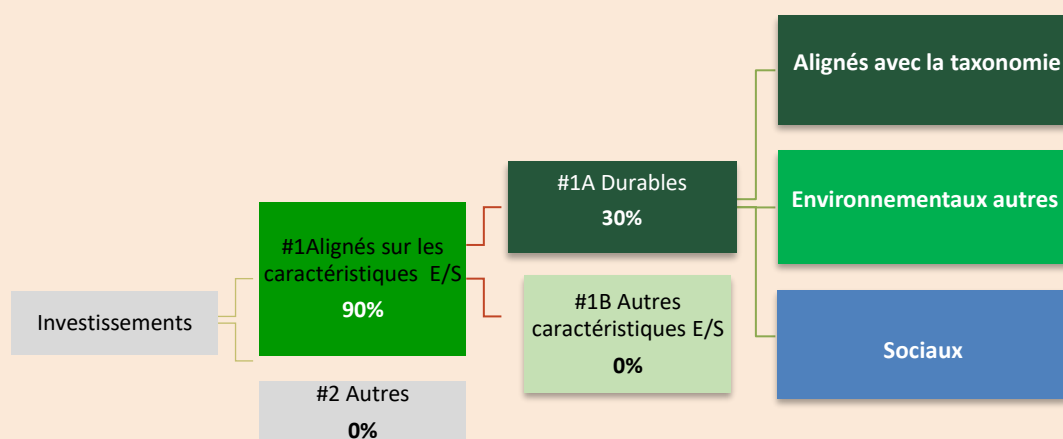 Investissements
#1Alignés sur les
caractéristiques E/S
90%
#2 Autres
0%
#1A Durables
30%
#1B Autres
caractéristiques E/S
0%
Alignés avec la taxonomie
Environnementaux autres
Sociaux